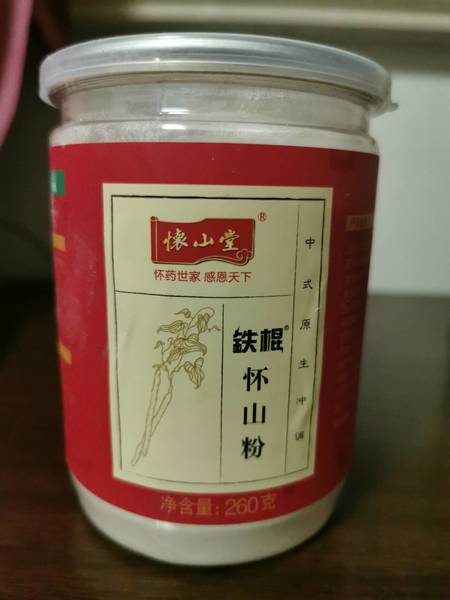 懷山堂®
怀药世家 感恩天下
中式原生冲调
铁棍®
怀山粉
净含量:260克